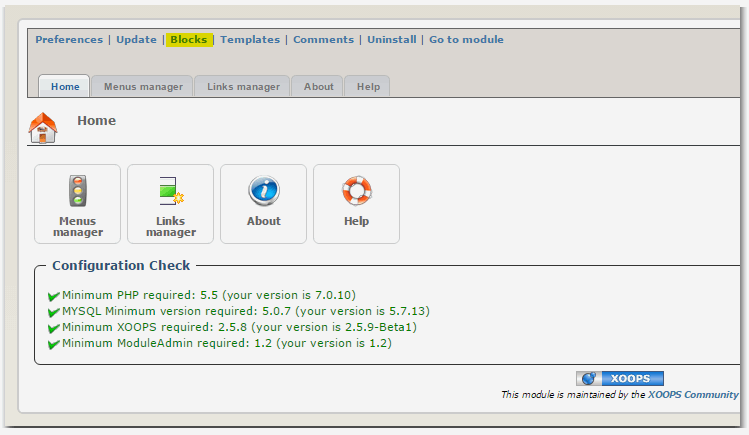 Preferences | Update | Blocks | Templates | Comments | Uninstall | Go to module
Home Menus manager Links manager About Help
Home
Menus manager
Links manager
About
Help
Configuration Check
Minimum PHP required: 5.5 (your version is 7.0.10)
MYSQL Minimum version required: 5.0.7 (your version is 5.7.13)
Minimum XOOPS required: 2.5.8 (your version is 2.5.9-Beta1)
Minimum ModuleAdmin required: 1.2 (your version is 1.2)
XOOPS
This module is maintained by the XOOPS Community